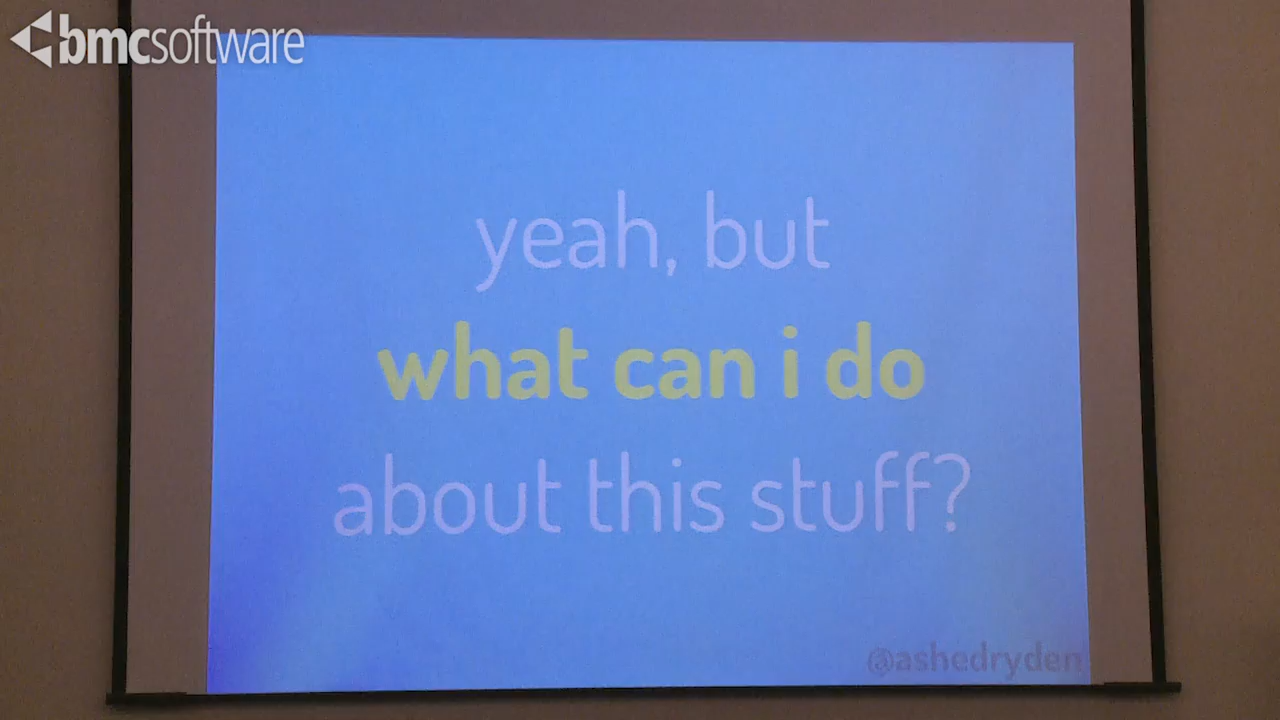 bmcsoftware
yeah, but
what can i do
about this stuff?
@ashedryden